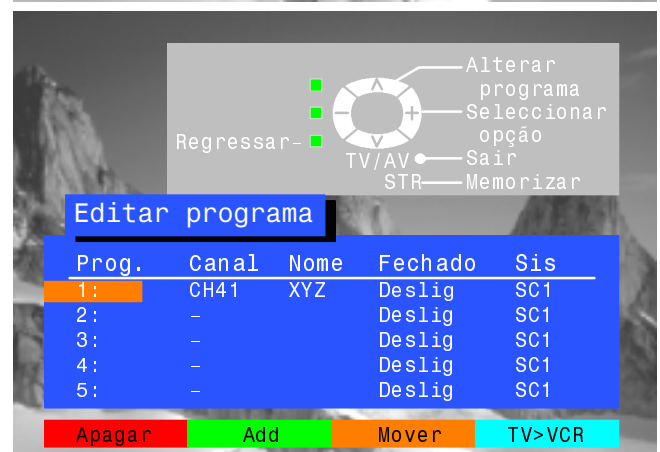 Alterar
programa
Seleccionar
opção
Regressar
TV/AV
Sair
STR
Memorizar
Editar programa
Prog. Canal Nome Fechado Sis
1: CH41 XYZ Deslig SC1
2: – Deslig SC1
3: – Deslig SC1
4: – Deslig SC1
5: – Deslig SC1
Apagar Add Mover TV>VCR